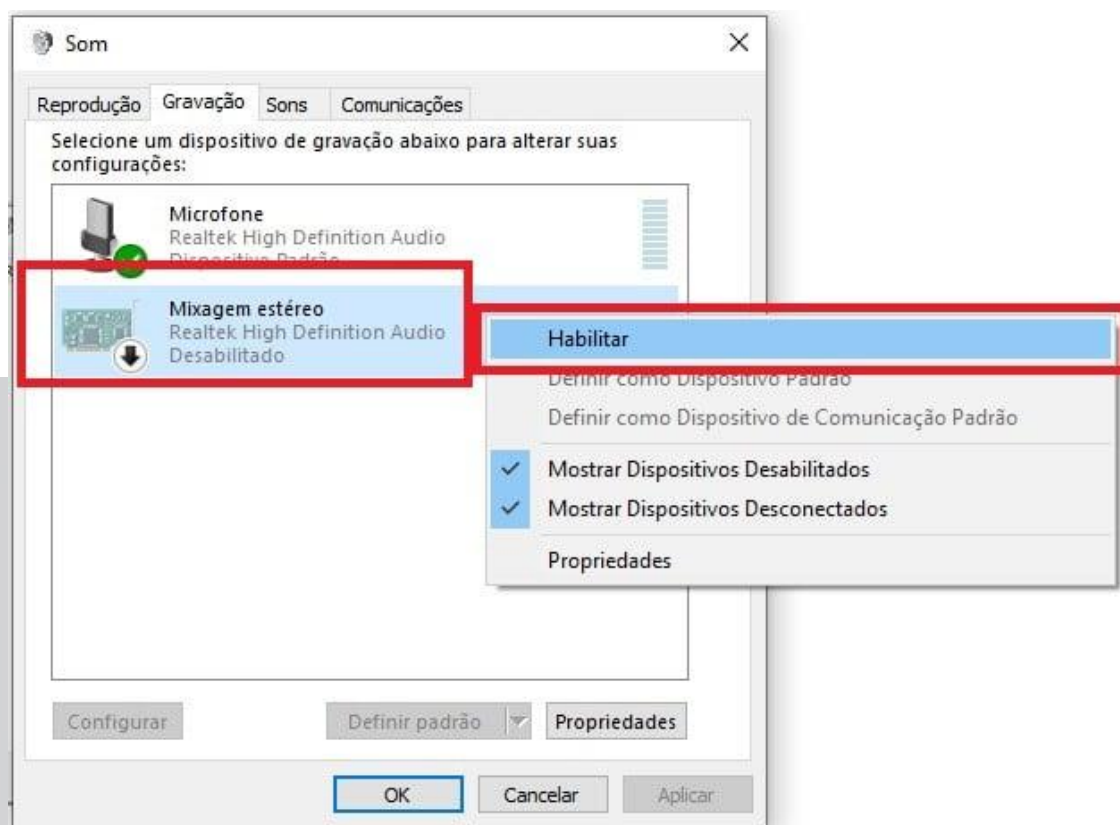 Som
Reprodução
Gravação
Sons
Comunicações
Selecione um dispositivo de gravação abaixo para alterar suas
configurações:
Microfone
Realtek High Definition Audio
Dispositivo Padrão
Mixagem estéreo
Realtek High Definition Audio
Desabilitado
Habilitar
Definir como Dispositivo Padrão
Definir como Dispositivo de Comunicação Padrão
Mostrar Dispositivos Desabilitados
Mostrar Dispositivos Desconectados
Propriedades
Configurar
Definir padrão
Propriedades
OK
Cancelar
Aplicar